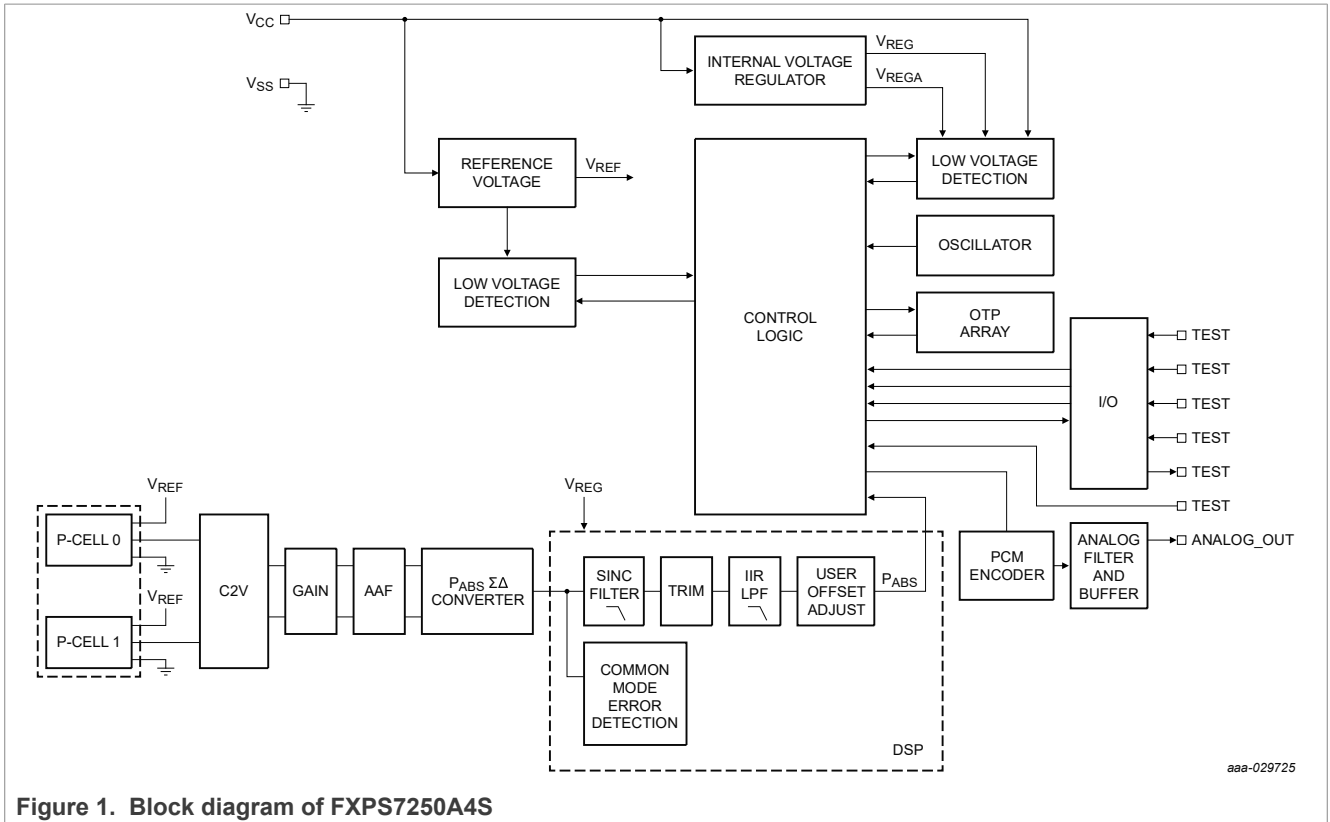 VCC
VSS
INTERNAL VOLTAGE
REGULATOR
VREG
VREGA
REFERENCE
VOLTAGE
VREF
LOW VOLTAGE
DETECTION
LOW VOLTAGE
DETECTION
OSCILLATOR
CONTROL
LOGIC
OTP
ARRAY
I/O
TEST
TEST
TEST
TEST
TEST
TEST
VREF
P-CELL 0
VREF
P-CELL 1
C2V
GAIN
AAF
PABS ΣΔ
CONVERTER
VREG
SINC
FILTER
TRIM
IIR
LPF
USER
OFFSET
ADJUST
PABS
COMMON
MODE
ERROR
DETECTION
DSP
PCM
ENCODER
ANALOG
FILTER
AND
BUFFER
ANALOG_OUT
aaa-029725
Figure 1. Block diagram of FXPS7250A4S